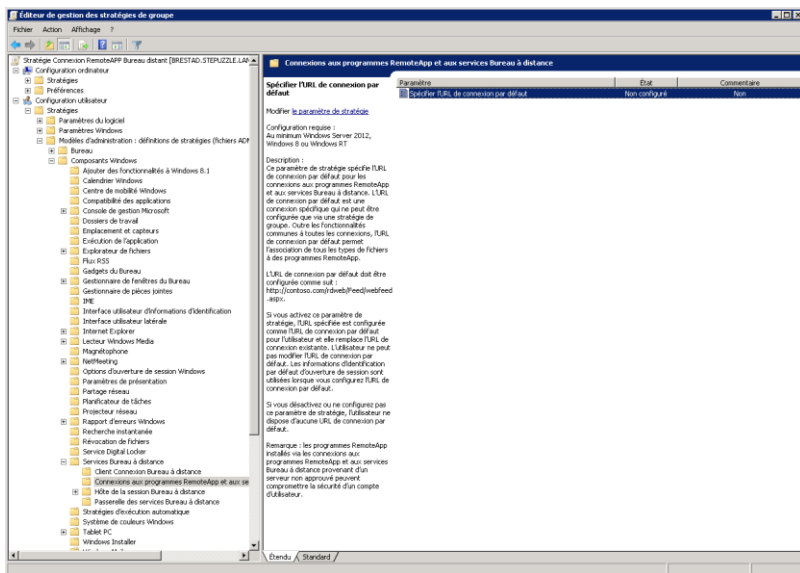 Éditeur de gestion des stratégies de groupe
Fichier Action Affichage ?
Stratégie Connexion RemoteAPP Bureau distant [BRESTAD.STEPUZZLE.LAN
Configuration ordinateur
Stratégies
Préférences
Configuration utilisateur
Stratégies
Paramètres du logiciel
Paramètres Windows
Modèles d'administration : définitions de stratégies (fichiers ADM
Bureau
Composants Windows
Ajouter des fonctionnalités à Windows 8.1
Calendrier Windows
Centre de mobilité Windows
Compatibilité des applications
Console de gestion Microsoft
Dossiers de travail
Emplacement et capteurs
Exécution de l'application
Explorateur de fichiers
Flux RSS
Gadgets du Bureau
Gestionnaire de fenêtres du Bureau
Gestionnaire de pièces jointes
IME
Interface utilisateur d'informations d'identification
Interface utilisateur latérale
Internet Explorer
Lecteur Windows Media
Magnétophone
NetMeeting
Options d'ouverture de session Windows
Paramètres de présentation
Partage réseau
Planificateur de tâches
Projecteur réseau
Rapport d'erreurs Windows
Recherche instantanée
Révocation de fichiers
Service Digital Locker
Services Bureau à distance
Client Connexion Bureau à distance
Connexions aux programmes RemoteApp et aux se
Hôte de la session Bureau à distance
Passerelle des services Bureau à distance
Stratégies d'exécution automatique
Système de couleurs Windows
Tablet PC
Windows Installer
Connexions aux programmes RemoteApp et aux services Bureau à distance
Spécifier l'URL de connexion par
défaut
Modifier le paramètre de stratégie
Configuration requise :
Au minimum Windows Server 2012,
Windows 8 ou Windows RT
Description :
Ce paramètre de stratégie spécifie l'URL
de connexion par défaut pour les
connexions aux programmes RemoteApp
et aux services Bureau à distance. L'URL
de connexion par défaut est une
connexion spécifique qui ne peut être
configurée que via une stratégie de
groupe. Outre les fonctionnalités
communes à toutes les connexions, l'URL
de connexion par défaut permet
l'association de tous les types de fichiers
à des programmes RemoteApp.
L'URL de connexion par défaut doit être
configurée comme suit :
http://contoso.com/rdweb/Feed/webfeed
.aspx.
Si vous activez ce paramètre de
stratégie, l'URL spécifiée est configurée
comme l'URL de connexion par défaut
pour l'utilisateur et elle remplace l'URL de
connexion existante. L'utilisateur ne peut
pas modifier l'URL de connexion par
défaut. Les informations d'identification
par défaut d'ouverture de session sont
utilisées lorsque vous configurez l'URL de
connexion par défaut.
Si vous désactivez ou ne configurez pas
ce paramètre de stratégie, l'utilisateur ne
dispose d'aucune URL de connexion par
défaut.
Remarque : les programmes RemoteApp
installés via les connexions aux
programmes RemoteApp et aux services
Bureau à distance provenant d'un
serveur non approuvé peuvent
compromettre la sécurité d'un compte
d'utilisateur.
Paramètre État Commentaire
Spécifier l'URL de connexion par défaut Non configuré Non
Étendu Standard